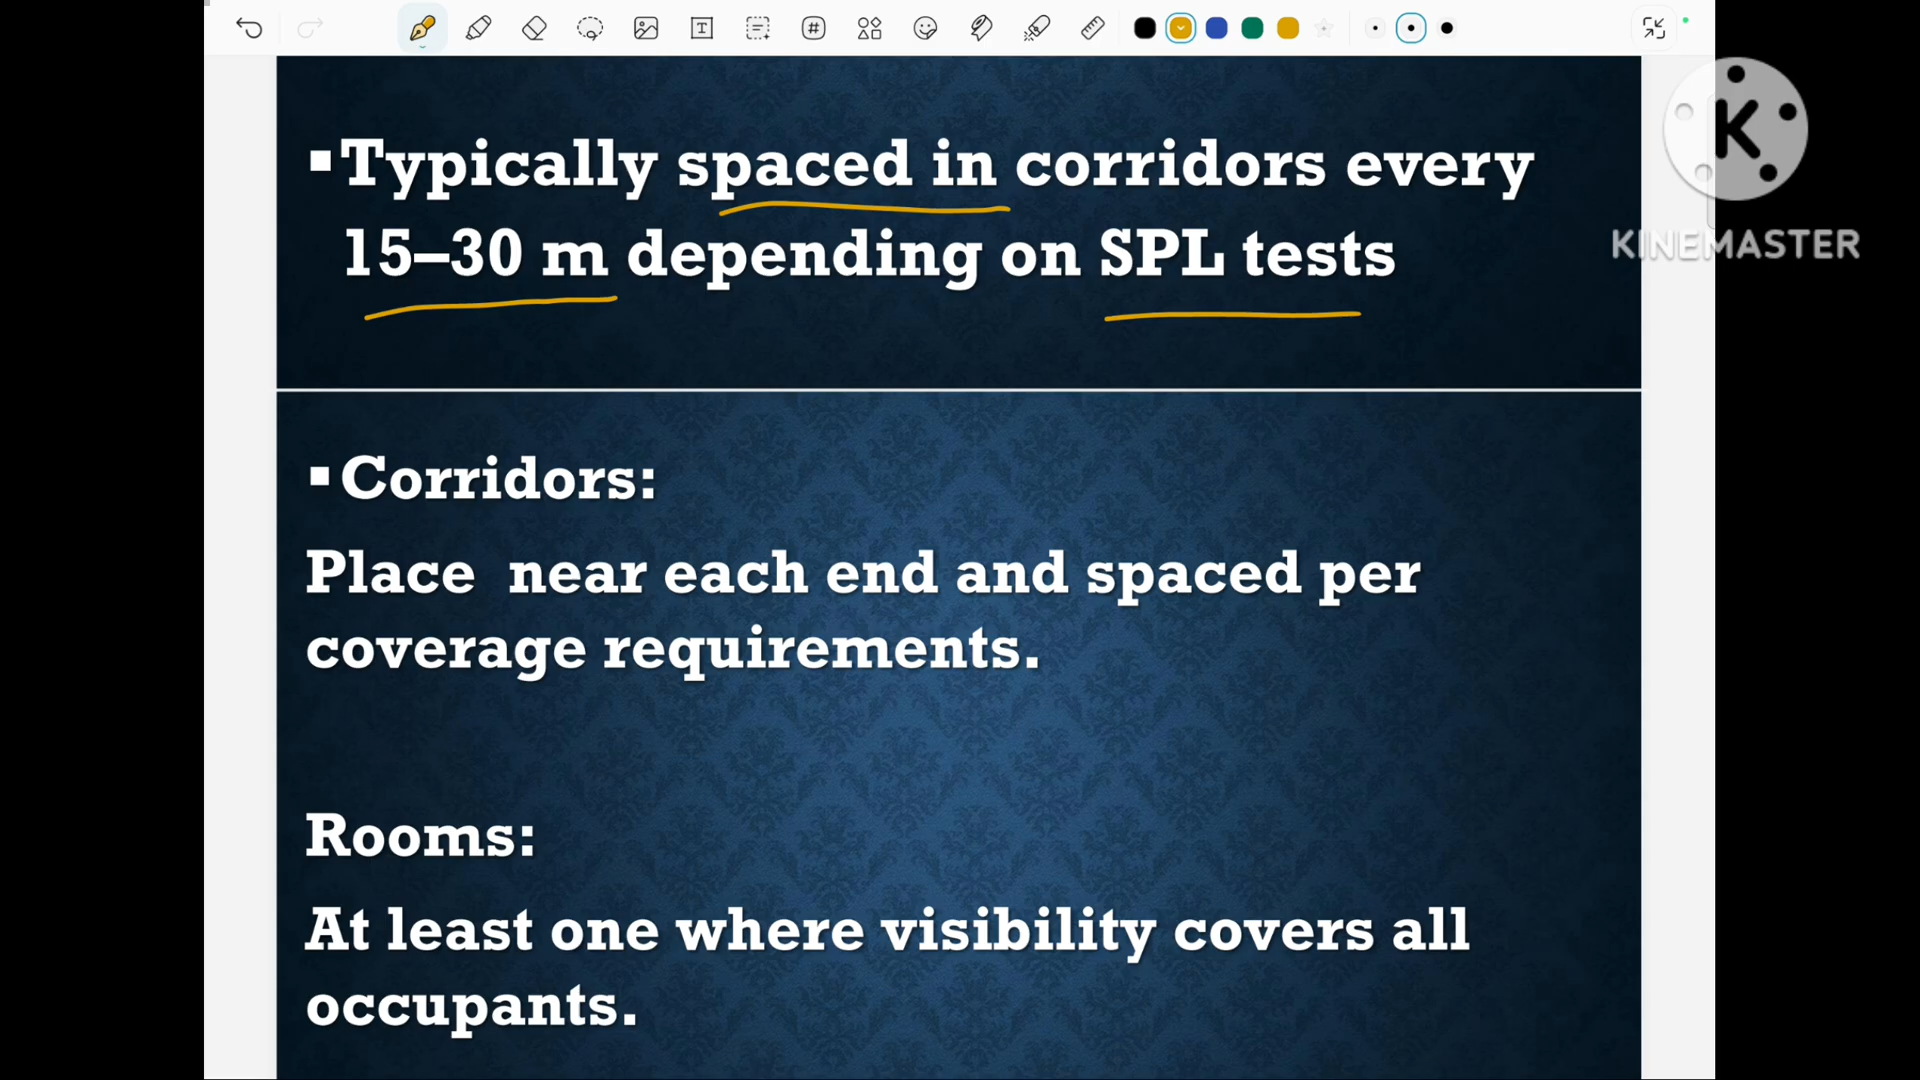 ▪Typically spaced in corridors every
15–30 m depending on SPL tests
KINEMASTER
▪Corridors:
Place near each end and spaced per
coverage requirements.
Rooms:
At least one where visibility covers all
occupants.